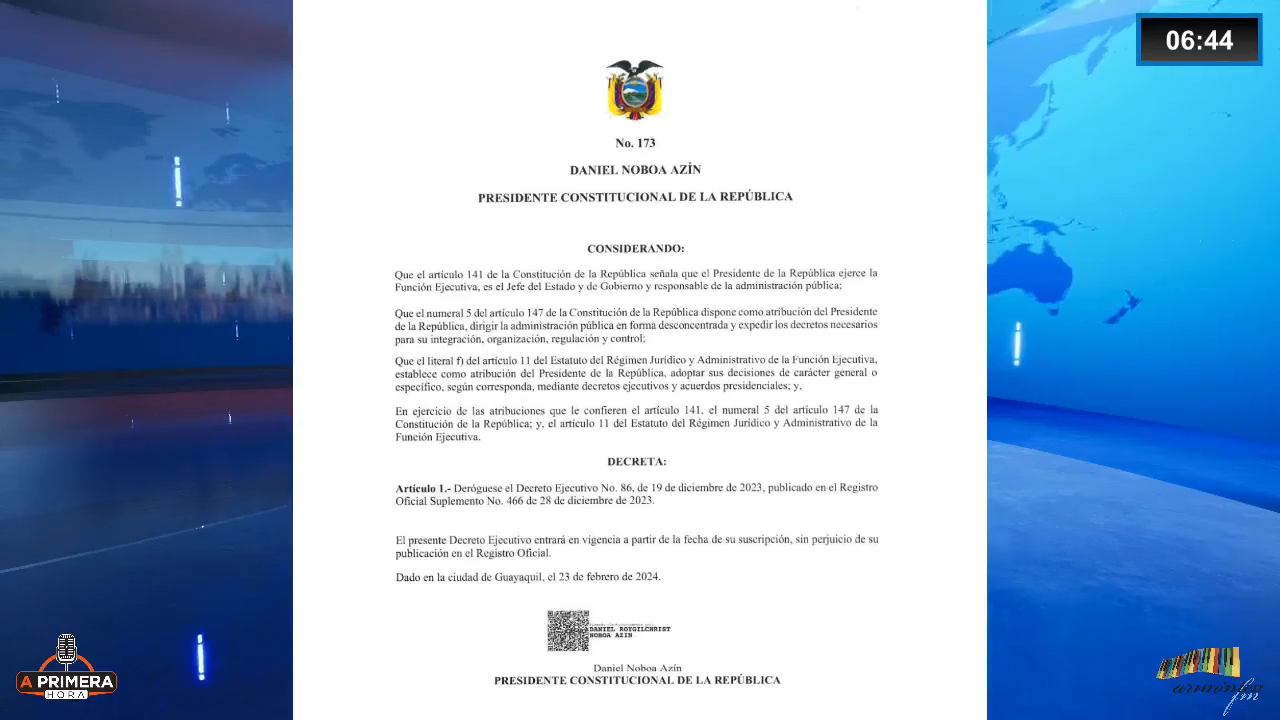 06:44
No. 173
DANIEL NOBOA AZÍN
PRESIDENTE CONSTITUCIONAL DE LA REPÚBLICA
CONSIDERANDO:
Que el artículo 141 de la Constitución de la República señala que el Presidente de la República ejerce la
Función Ejecutiva, es el Jefe del Estado y de Gobierno y responsable de la administración pública;
Que el numeral 5 del artículo 147 de la Constitución de la República dispone como atribución del Presidente
de la República, dirigir la administración pública en forma desconcentrada y expedir los decretos necesarios
para su integración, organización, regulación y control;
Que el literal f) del artículo 11 del Estatuto del Régimen Jurídico y Administrativo de la Función Ejecutiva,
establece como atribución del Presidente de la República, adoptar sus decisiones de carácter general o
específico, según corresponda, mediante decretos ejecutivos y acuerdos presidenciales; y,
En ejercicio de las atribuciones que le confieren el artículo 141, el numeral 5 del artículo 147 de la
Constitución de la República; y, el artículo 11 del Estatuto del Régimen Jurídico y Administrativo de la
Función Ejecutiva.
DECRETA:
Artículo 1.- Deróguese el Decreto Ejecutivo No. 86, de 19 de diciembre de 2023, publicado en el Registro
Oficial Suplemento No. 466 de 28 de diciembre de 2023.
El presente Decreto Ejecutivo entrará en vigencia a partir de la fecha de su suscripción, sin perjuicio de su
publicación en el Registro Oficial.
Dado en la ciudad de Guayaquil, el 23 de febrero de 2024.
DANIEL ROYGILCHRIST
NOBOA AZIN
Daniel Noboa Azín
PRESIDENTE CONSTITUCIONAL DE LA REPÚBLICA
A PRIMERA
HORA
fm